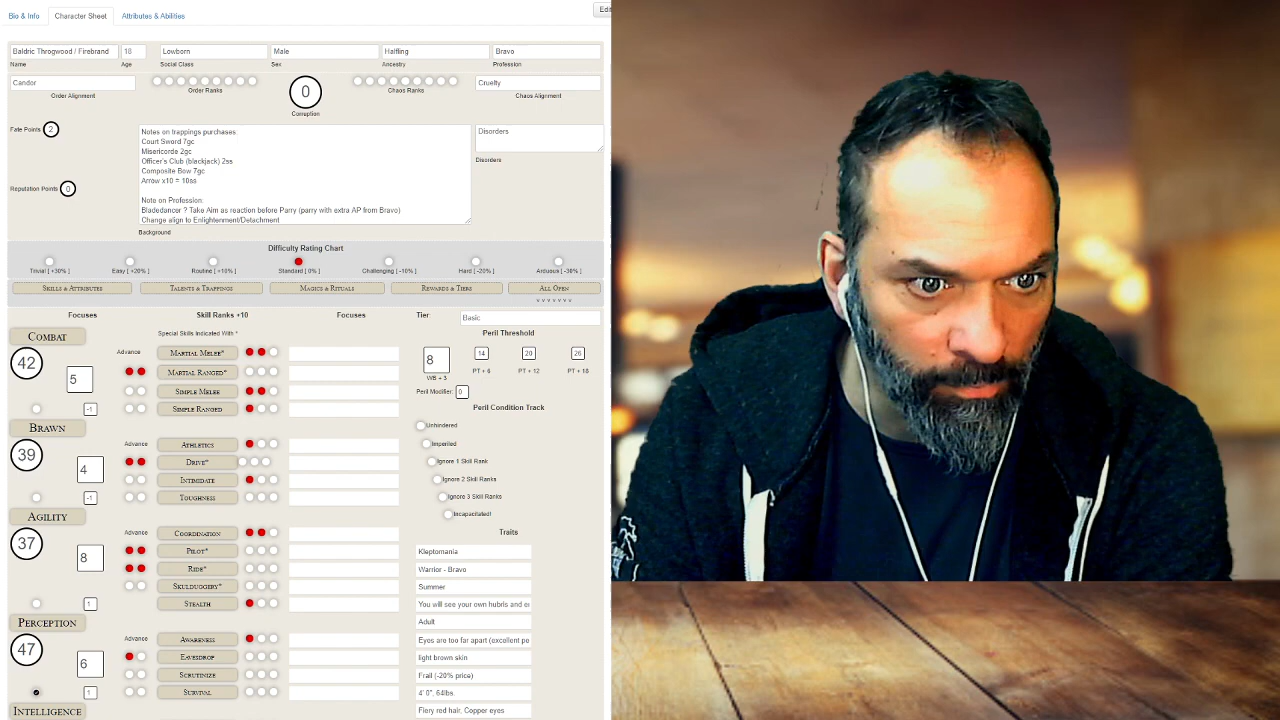 Bio & Info Character Sheet Attributes & Abilities Edit
Baldric Throgwood / Firebrand 18 Lowborn Male Halfling Bravo
Name Age Social Class Sex Ancestry Profession
Candor Cruelty
Order Alignment Order Ranks 0 Chaos Ranks Chaos Alignment
Corruption
Fate Points 2
Reputation Points 0
Notes on trappings purchases:
Court Sword 7gc
Misericorde 2gc
Officer's Club (blackjack) 2ss
Composite Bow 7gc
Arrow x10 = 10ss
Note on Profession:
Bladedancer ? Take Aim as reaction before Parry (parry with extra AP from Bravo)
Change align to Enlightenment/Detachment
Background
Disorders
Disorders
Difficulty Rating Chart
Trivial [ +30% ] Easy [ +20% ] Routine [ +10% ] Standard [ 0% ] Challenging [ -10% ] Hard [ -20% ] Arduous [ -30% ]
Skills & Attributes Talents & Trappings Magics & Rituals Rewards & Tiers All Open
v v v v v v v
Focuses Skill Ranks +10 Focuses Tier: Basic
Special Skills Indicated With *
Combat
42
5
-1
Advance Martial Melee*
Martial Ranged*
Simple Melee
Simple Ranged
Brawn
39
4
-1
Advance Athletics
Drive*
Intimidate
Toughness
Agility
37
8
1
Advance Coordination
Pilot*
Ride*
Skulduggery*
Stealth
Perception
47
6
1
Advance Awareness
Eavesdrop
Scrutinize
Survival
Intelligence
Peril Threshold
8 14 20 26
WB + 3 PT + 6 PT + 12 PT + 18
Peril Modifier: 0
Peril Condition Track
Unhindered
Imperiled
Ignore 1 Skill Rank
Ignore 2 Skill Ranks
Ignore 3 Skill Ranks
Incapacitated!
Traits
Kleptomania
Warrior - Bravo
Summer
You will see your own hubris and
Adult
Eyes are too far apart (excellent
light brown skin
Frail (-20% price)
4' 0", 64lbs.
Fiery red hair, Copper eyes